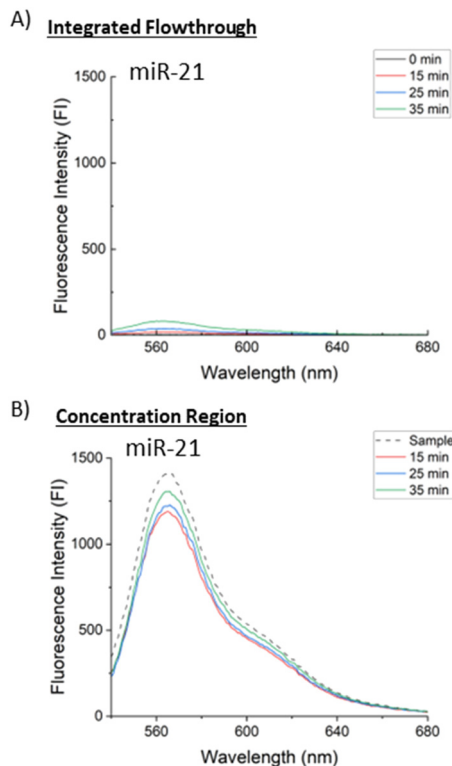 A) Integrated Flowthrough
miR-21
0 min
15 min
25 min
35 min
1500
1000
500
0
Fluorescence Intensity (FI)
560 600 640 680
Wavelength (nm)
B) Concentration Region
miR-21
Sample
15 min
25 min
35 min
1500
1000
500
0
Fluorescence Intensity (FI)
560 600 640 680
Wavelength (nm)